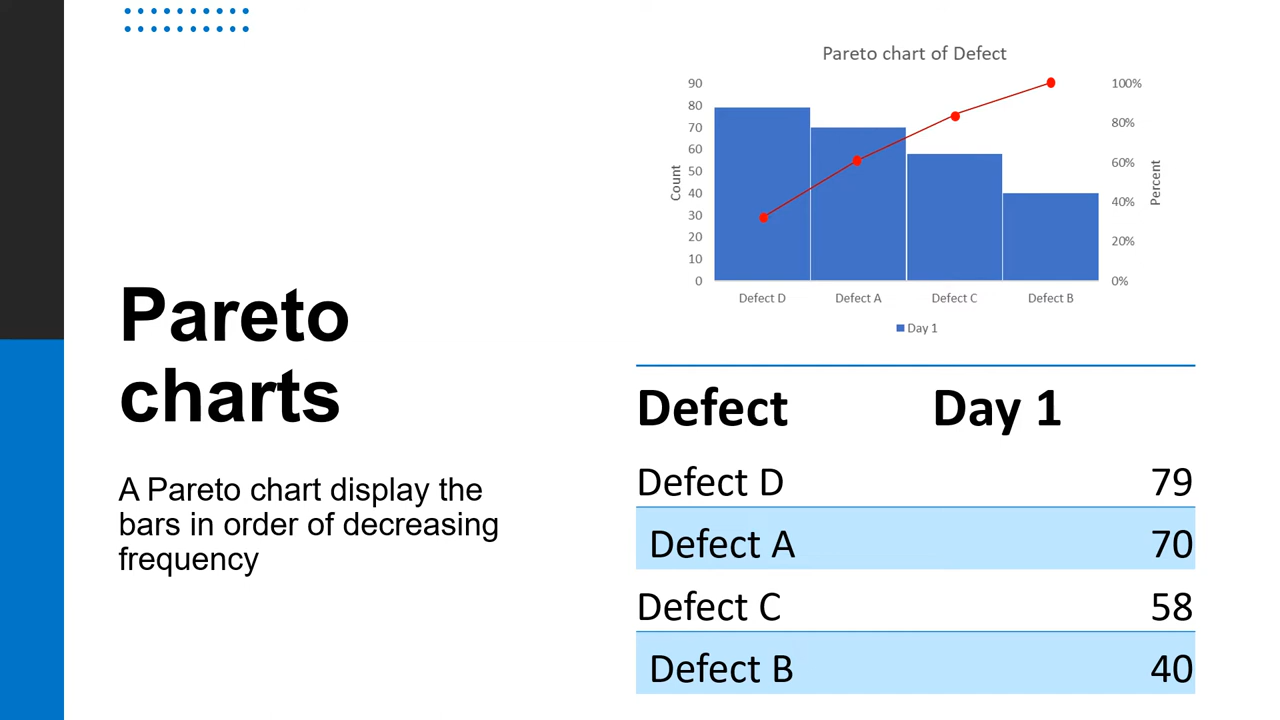 Pareto
charts
A Pareto chart display the
bars in order of decreasing
frequency
Pareto chart of Defect
90
80
70
60
50
40
30
20
10
0
Count
100%
80%
60%
40%
20%
0%
Percent
Defect D Defect A Defect C Defect B
Day 1
Defect Day 1
Defect D 79
Defect A 70
Defect C 58
Defect B 40